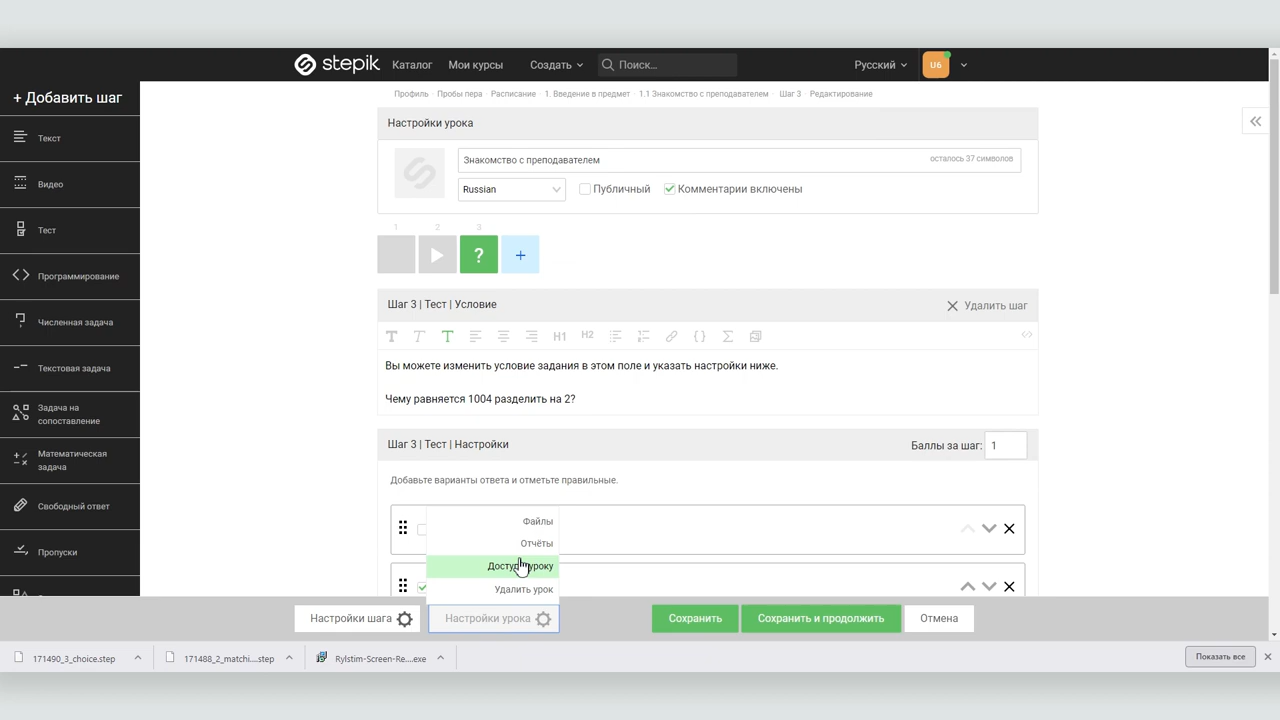 stepik Каталог Мои курсы Создать Поиск... Русский U6
+ Добавить шаг
Текст
Видео
Тест
Программирование
Численная задача
Текстовая задача
Задача на
сопоставление
Математическая
задача
Свободный ответ
Пропуски
Профиль Пробы пера Расписание 1. Введение в предмет 1.1 Знакомство с преподавателем Шаг 3 Редактирование
Настройки урока
Знакомство с преподавателем осталось 37 символов
Russian Публичный Комментарии включены
1 2 3
? +
Шаг 3 | Тест | Условие Удалить шаг
H1 H2
Вы можете изменить условие задания в этом поле и указать настройки ниже.
Чему равняется 1004 разделить на 2?
Шаг 3 | Тест | Настройки Баллы за шаг: 1
Добавьте варианты ответа и отметьте правильные.
Файлы
Отчёты
уроку
Удалить урок
Настройки шага Настройки урока Сохранить Сохранить и продолжить Отмена
171490_3_choice.step 171488_2_matchi....step Rylstim-Screen-Re....exe Показать все